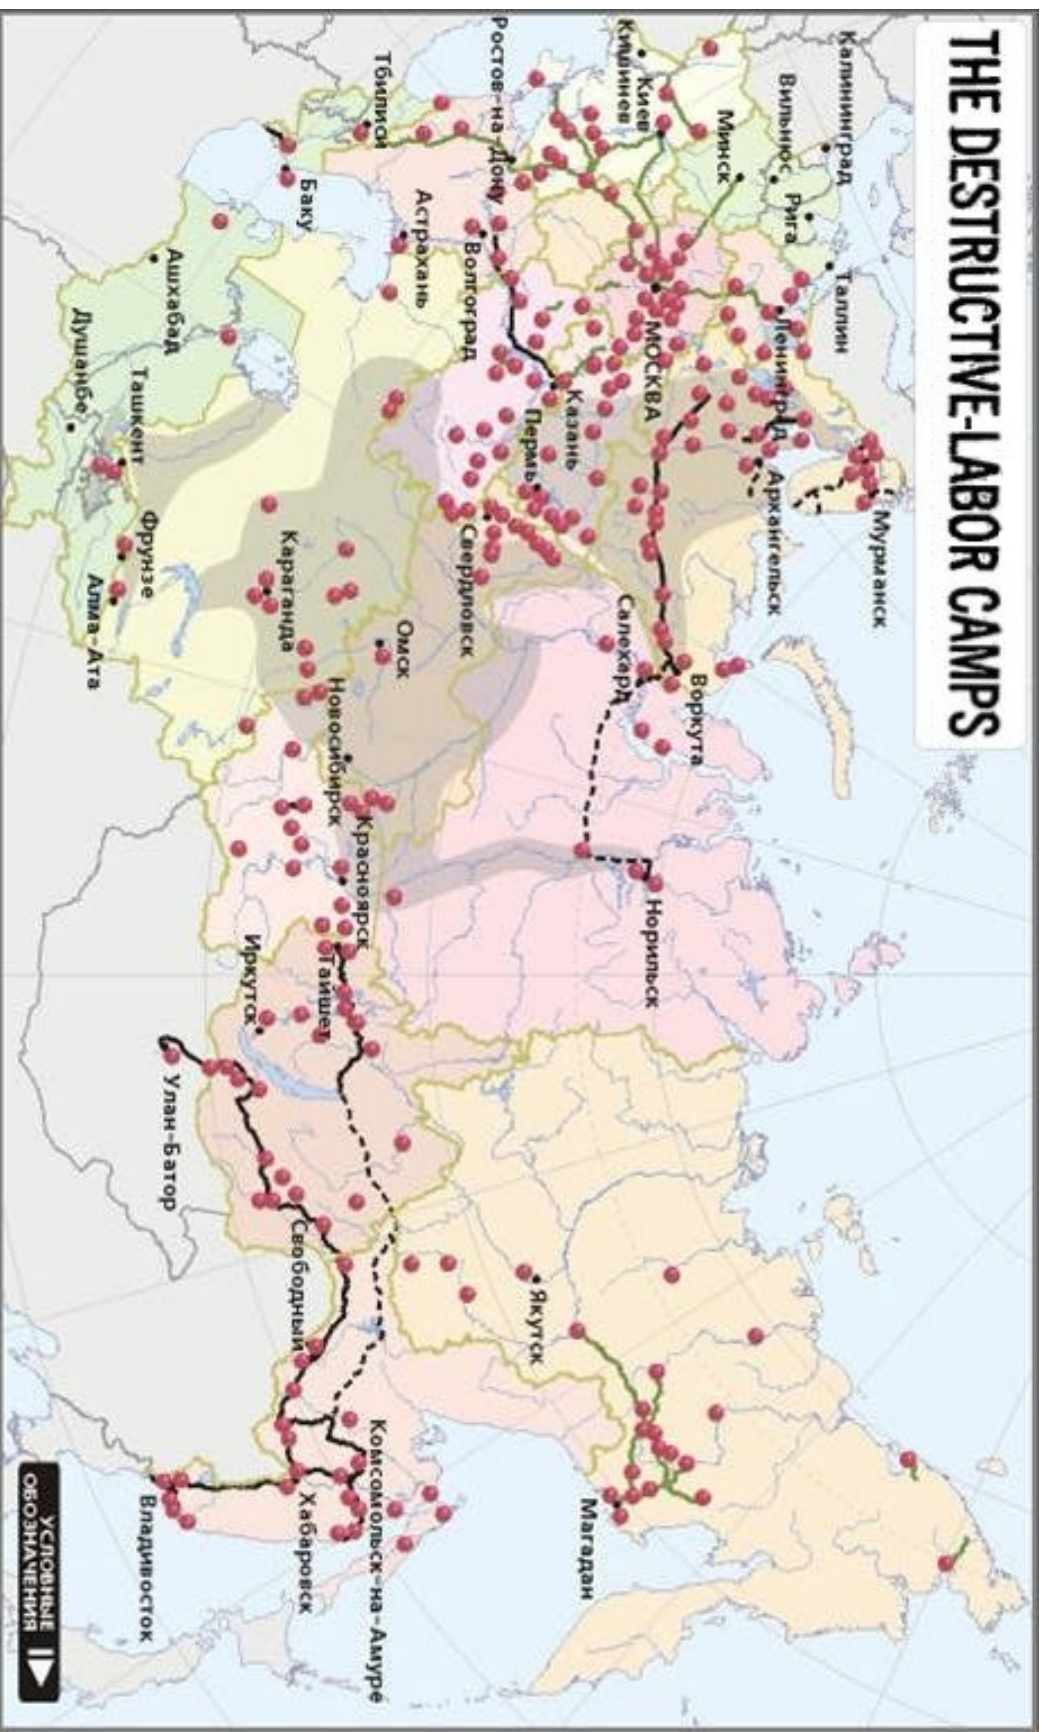 THE DESTRUCTIVE-LABOR CAMPS
Калининград
Вильнюс
Рига
Таллин
Минск
Киев
Кишинев
Ленинград
Мурманск
Архангельск
МОСКВА
Ростов-на-Дону
Тбилиси
Баку
Астрахань
Волгоград
Казань
Пермь
Свердловск
Салехард
Воркута
Норильск
Ашхабад
Душанбе
Ташкент
Фрунзе
Алма-Ата
Караганда
Омск
Новосибирск
Красноярск
Тайшет
Иркутск
Улан-Батор
Свободный
Якутск
Магадан
Комсомольск-на-Амуре
Хабаровск
Владивосток
УСЛОВНЫЕ
ОБОЗНАЧЕНИЯ